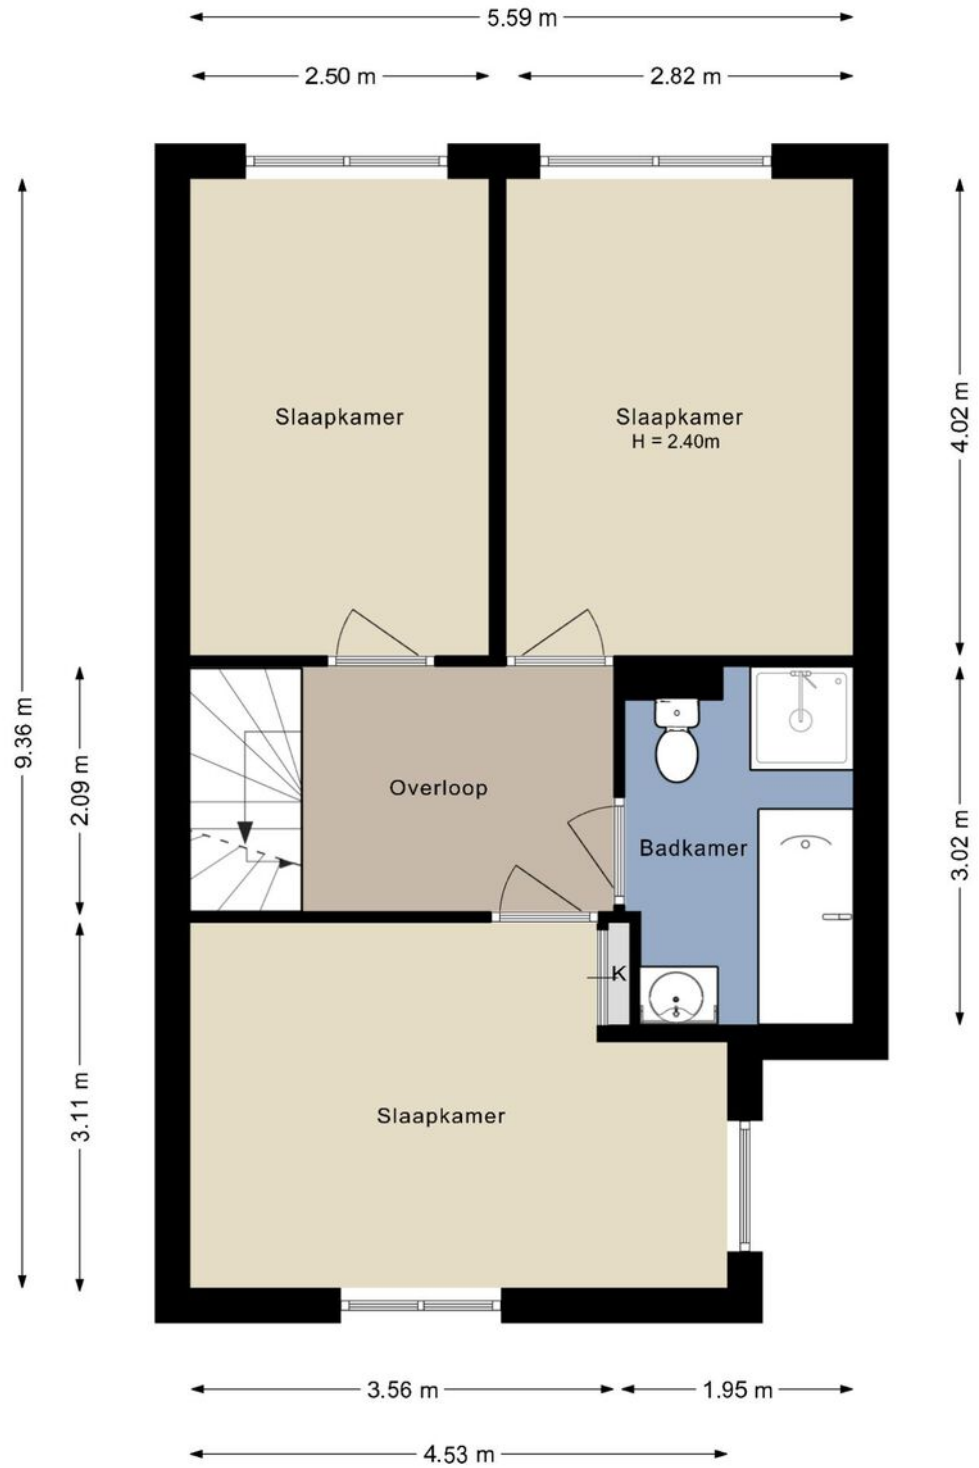 5.59 m
2.50 m
2.82 m
Slaapkamer
Slaapkamer
H = 2.40m
4.02 m
9.36 m
2.09 m
Overloop
Badkamer
3.02 m
K
3.11 m
Slaapkamer
3.56 m
1.95 m
4.53 m